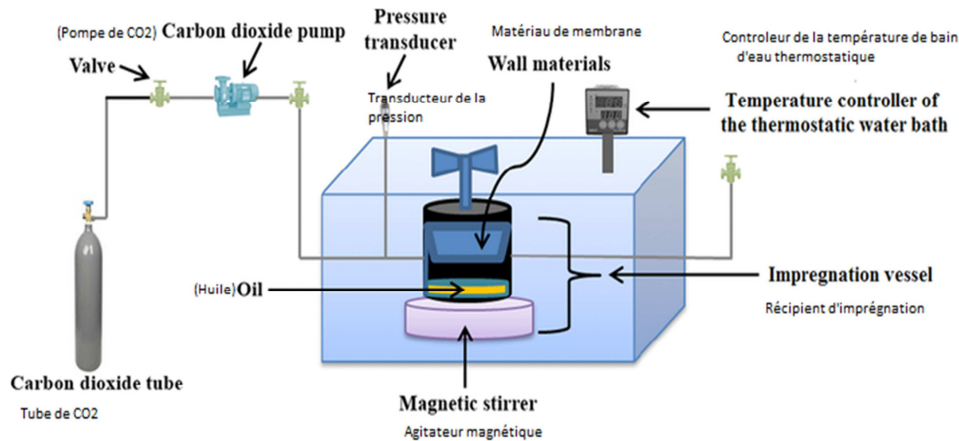 (Pompe de CO2) Carbon dioxide pump
Valve
Pressure
transducer
Transducteur de la
pression
Matériau de membrane
Wall materials
Controleur de la température de bain
d'eau thermostatique
Temperature controller of
the thermostatic water bath
(Huile) Oil
Impregnation vessel
Récipient d'imprégnation
Carbon dioxide tube
Tube de CO2
Magnetic stirrer
Agitateur magnétique